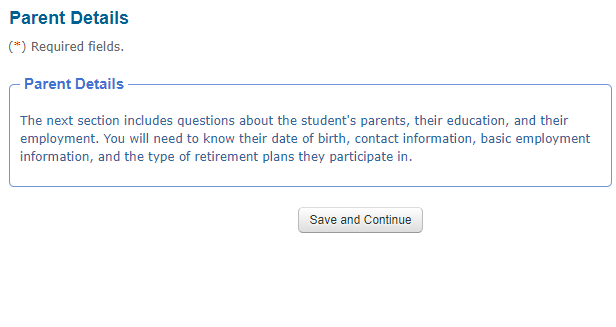 Parent Details
(*) Required fields.
Parent Details
The next section includes questions about the student's parents, their education, and their
employment. You will need to know their date of birth, contact information, basic employment
information, and the type of retirement plans they participate in.
Save and Continue